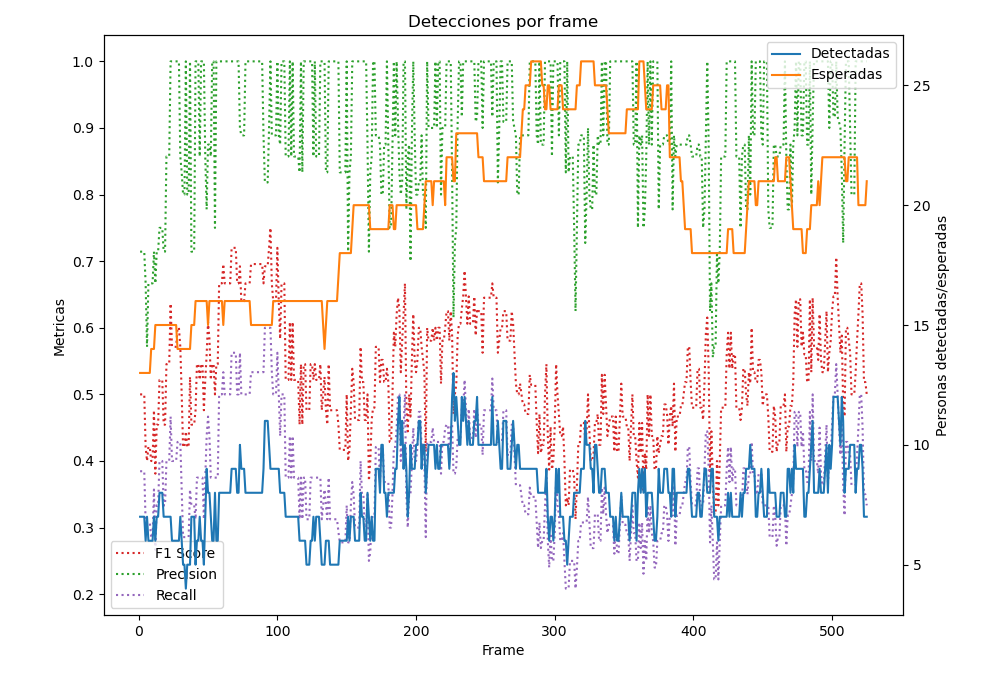 Detecciones por frame
Detectadas
Esperadas
1.0
0.9
0.8
0.7
0.6
0.5
0.4
0.3
0.2
Metricas
25
20
15
10
5
Personas detectadas/esperadas
F1 Score
Precision
Recall
0 100 200 300 400 500
Frame